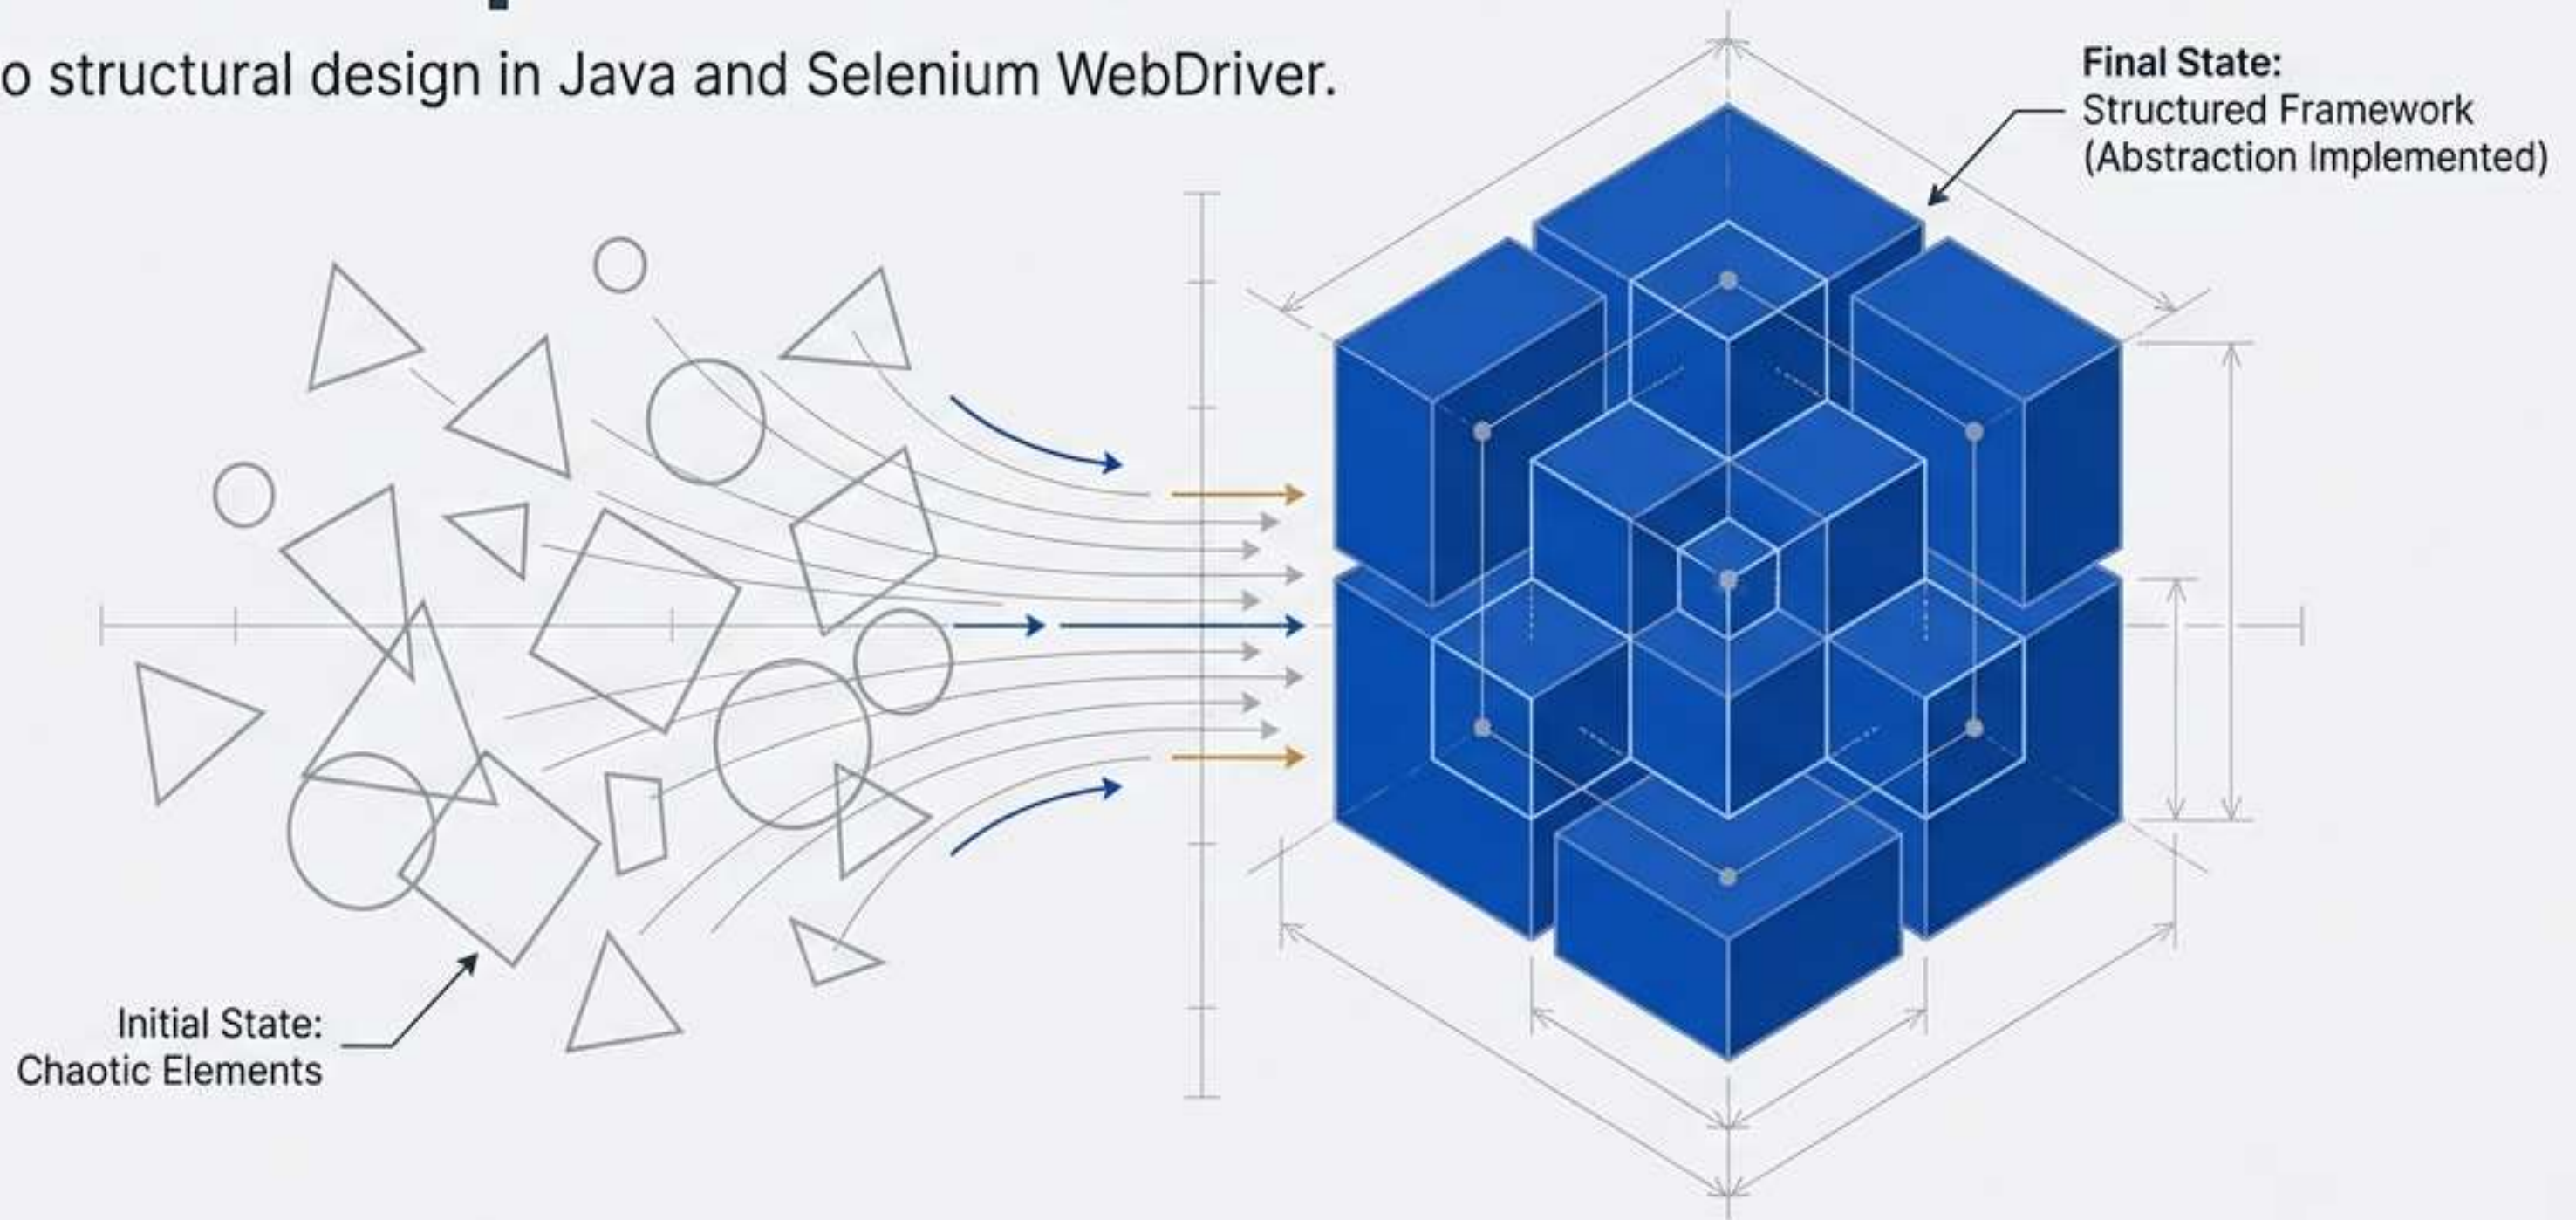 o structural design in Java and Selenium WebDriver.
Final State:
Structured Framework
(Abstraction Implemented)
Initial State:
Chaotic Elements